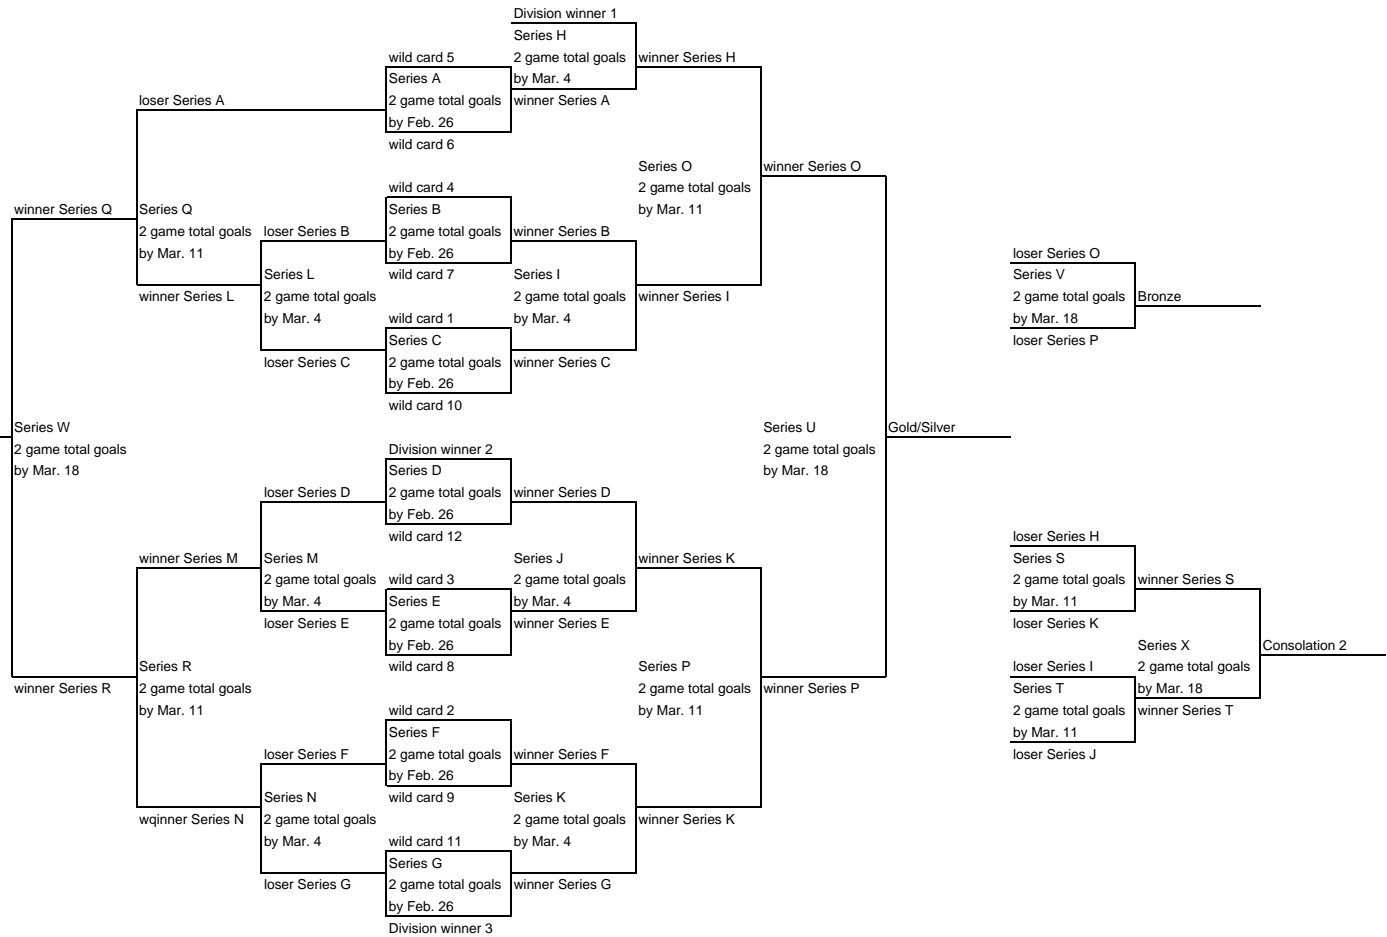 Division winner 1
Series H
wild card 5
2 game total goals
winner Series H
Series A
by Mar. 4
loser Series A
2 game total goals
winner Series A
by Feb. 26
wild card 6
Series O
winner Series O
wild card 4
2 game total goals
winner Series Q
Series Q
Series B
by Mar. 11
2 game total goals
loser Series B
2 game total goals
winner Series B
by Mar. 11
by Feb. 26
loser Series O
Series L
wild card 7
Series I
Series V
winner Series L
2 game total goals
2 game total goals
winner Series I
2 game total goals
Bronze
by Mar. 4
wild card 1
by Mar. 4
by Mar. 18
Series C
loser Series P
loser Series C
2 game total goals
winner Series C
by Feb. 26
wild card 10
Series W
Series U
Gold/Silver
2 game total goals
Division winner 2
2 game total goals
by Mar. 18
Series D
by Mar. 18
loser Series D
2 game total goals
winner Series D
by Feb. 26
wild card 12
loser Series H
winner Series M
Series M
Series J
winner Series K
Series S
2 game total goals
wild card 3
2 game total goals
2 game total goals
winner Series S
by Mar. 4
Series E
by Mar. 4
by Mar. 11
loser Series E
2 game total goals
winner Series E
loser Series K
by Feb. 26
Series X
Consolation 2
Series R
wild card 8
Series P
loser Series I
2 game total goals
winner Series R
2 game total goals
2 game total goals
winner Series P
Series T
by Mar. 18
by Mar. 11
wild card 2
by Mar. 11
2 game total goals
winner Series T
Series F
by Mar. 11
loser Series F
2 game total goals
winner Series F
loser Series J
by Feb. 26
Series N
wild card 9
Series K
wqinner Series N
2 game total goals
2 game total goals
winner Series K
by Mar. 4
wild card 11
by Mar. 4
Series G
loser Series G
2 game total goals
winner Series G
by Feb. 26
Division winner 3